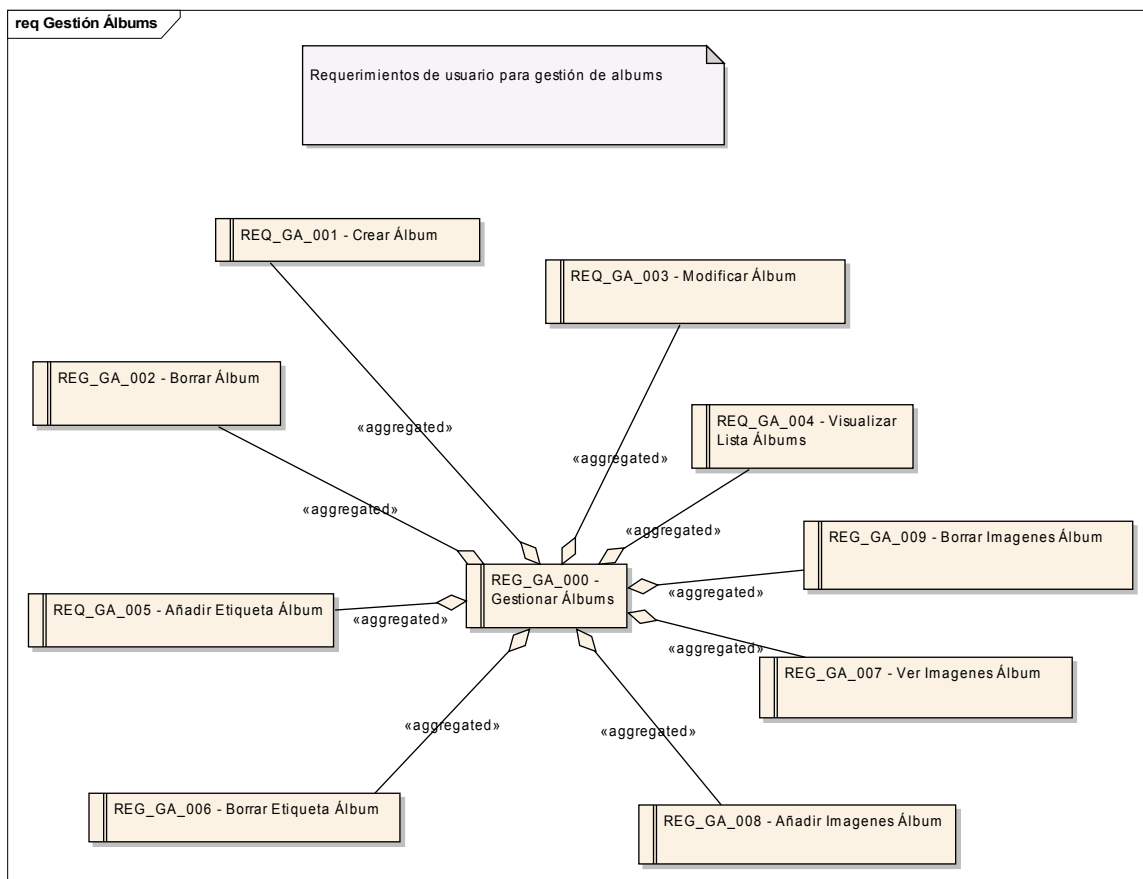 req Gestión Álbums
Requerimientos de usuario para gestión de albums
REQ_GA_001 - Crear Álbum
REQ_GA_003 - Modificar Álbum
REG_GA_002 - Borrar Álbum
REQ_GA_004 - Visualizar
Lista Álbums
«aggregated»
«aggregated»
«aggregated»
«aggregated»
REG_GA_009 - Borrar Imagenes Álbum
REG_GA_000 -
Gestionar Álbums
«aggregated»
REQ_GA_005 - Añadir Etiqueta Álbum
«aggregated»
«aggregated»
REG_GA_007 - Ver Imagenes Álbum
«aggregated»
«aggregated»
REG_GA_006 - Borrar Etiqueta Álbum
REG_GA_008 - Añadir Imagenes Álbum